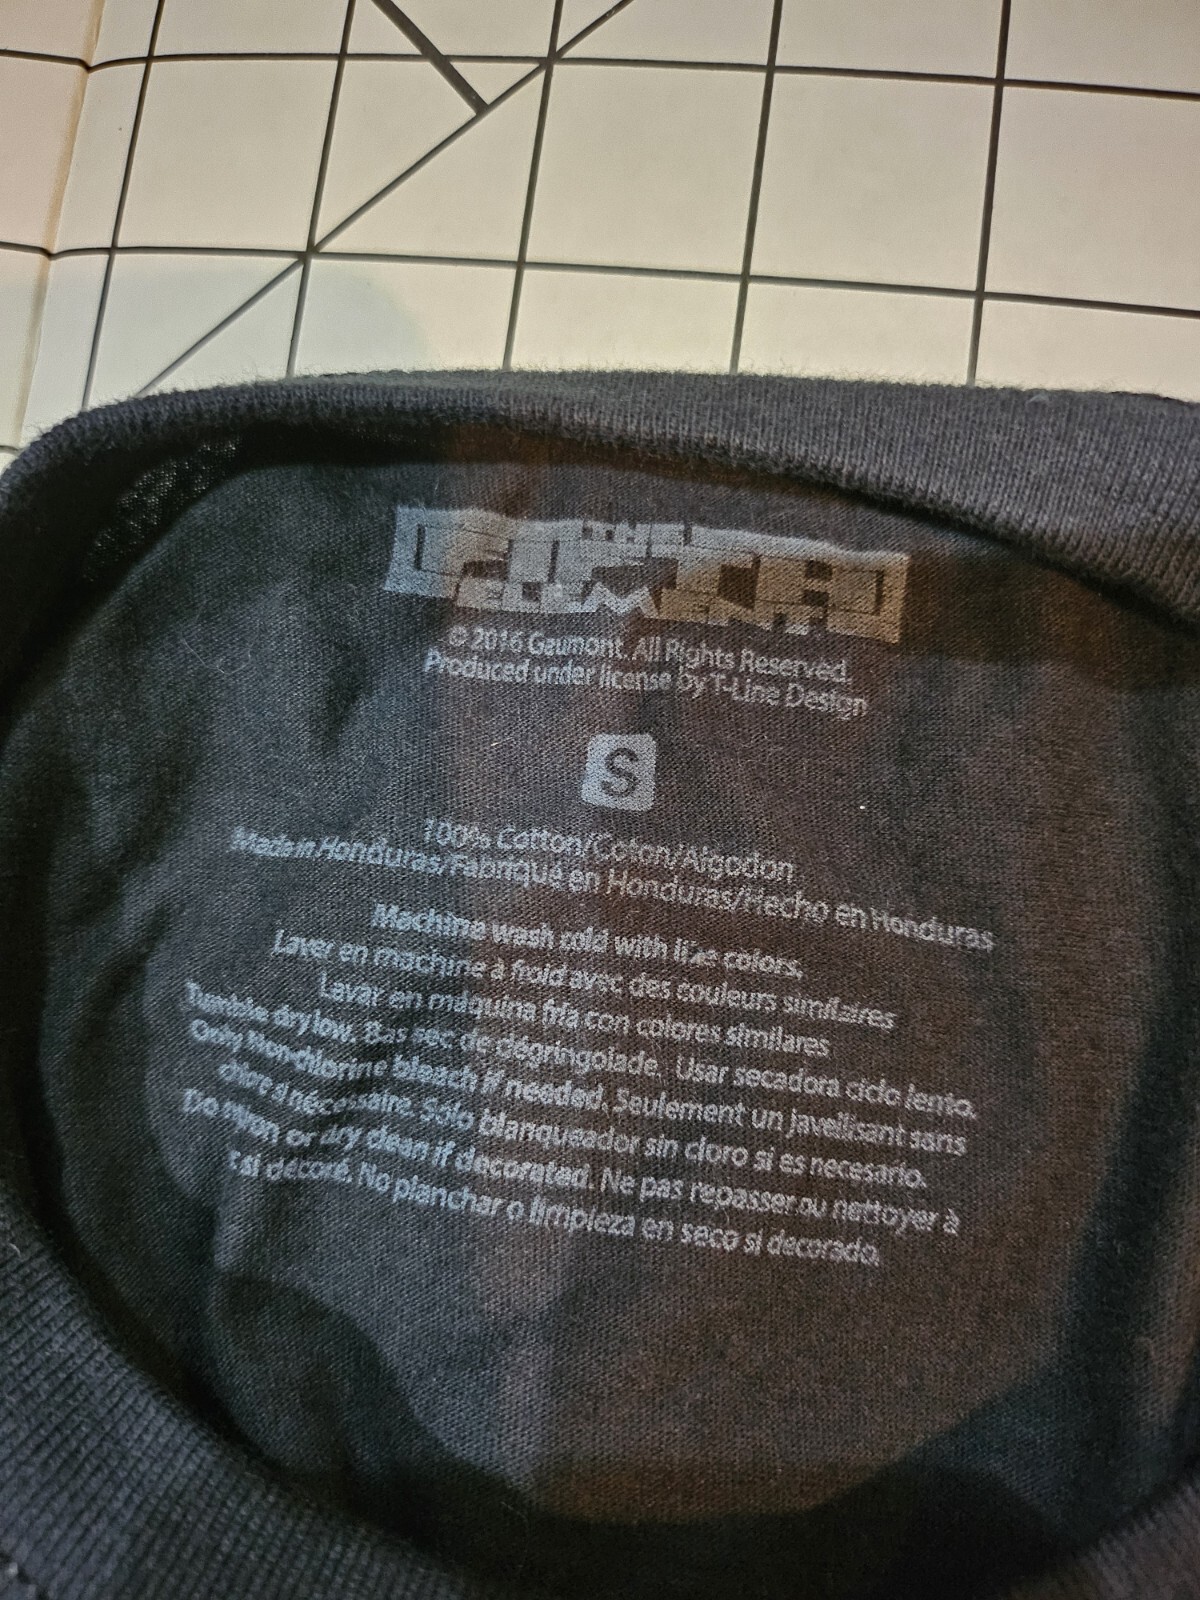 THE
FIFTH
ELEMENT
© 2016 Gaumont. All Rights Reserved.
Produced under license by T-Line Design
S
100% Cotton/Coton/Algodon
Made in Honduras/Fabrique en Honduras/Hecho en Honduras
Machine wash cold with like colors.
Laver en machine à froid avec des couleurs similaires
Lavar en máquina fría con colores similares
Tumble dry low. Bas sec de dégringolade. Usar secadora ciclo lento.
Only non-chlorine bleach if needed. Seulement un javellisant sans
chlore si nécessaire. Sólo blanqueador sin cloro si es necesario.
Do not iron or dry clean if decorated. Ne pas repasser ou nettoyer à
si décoré. No planchar o limpieza en seco si decorado.